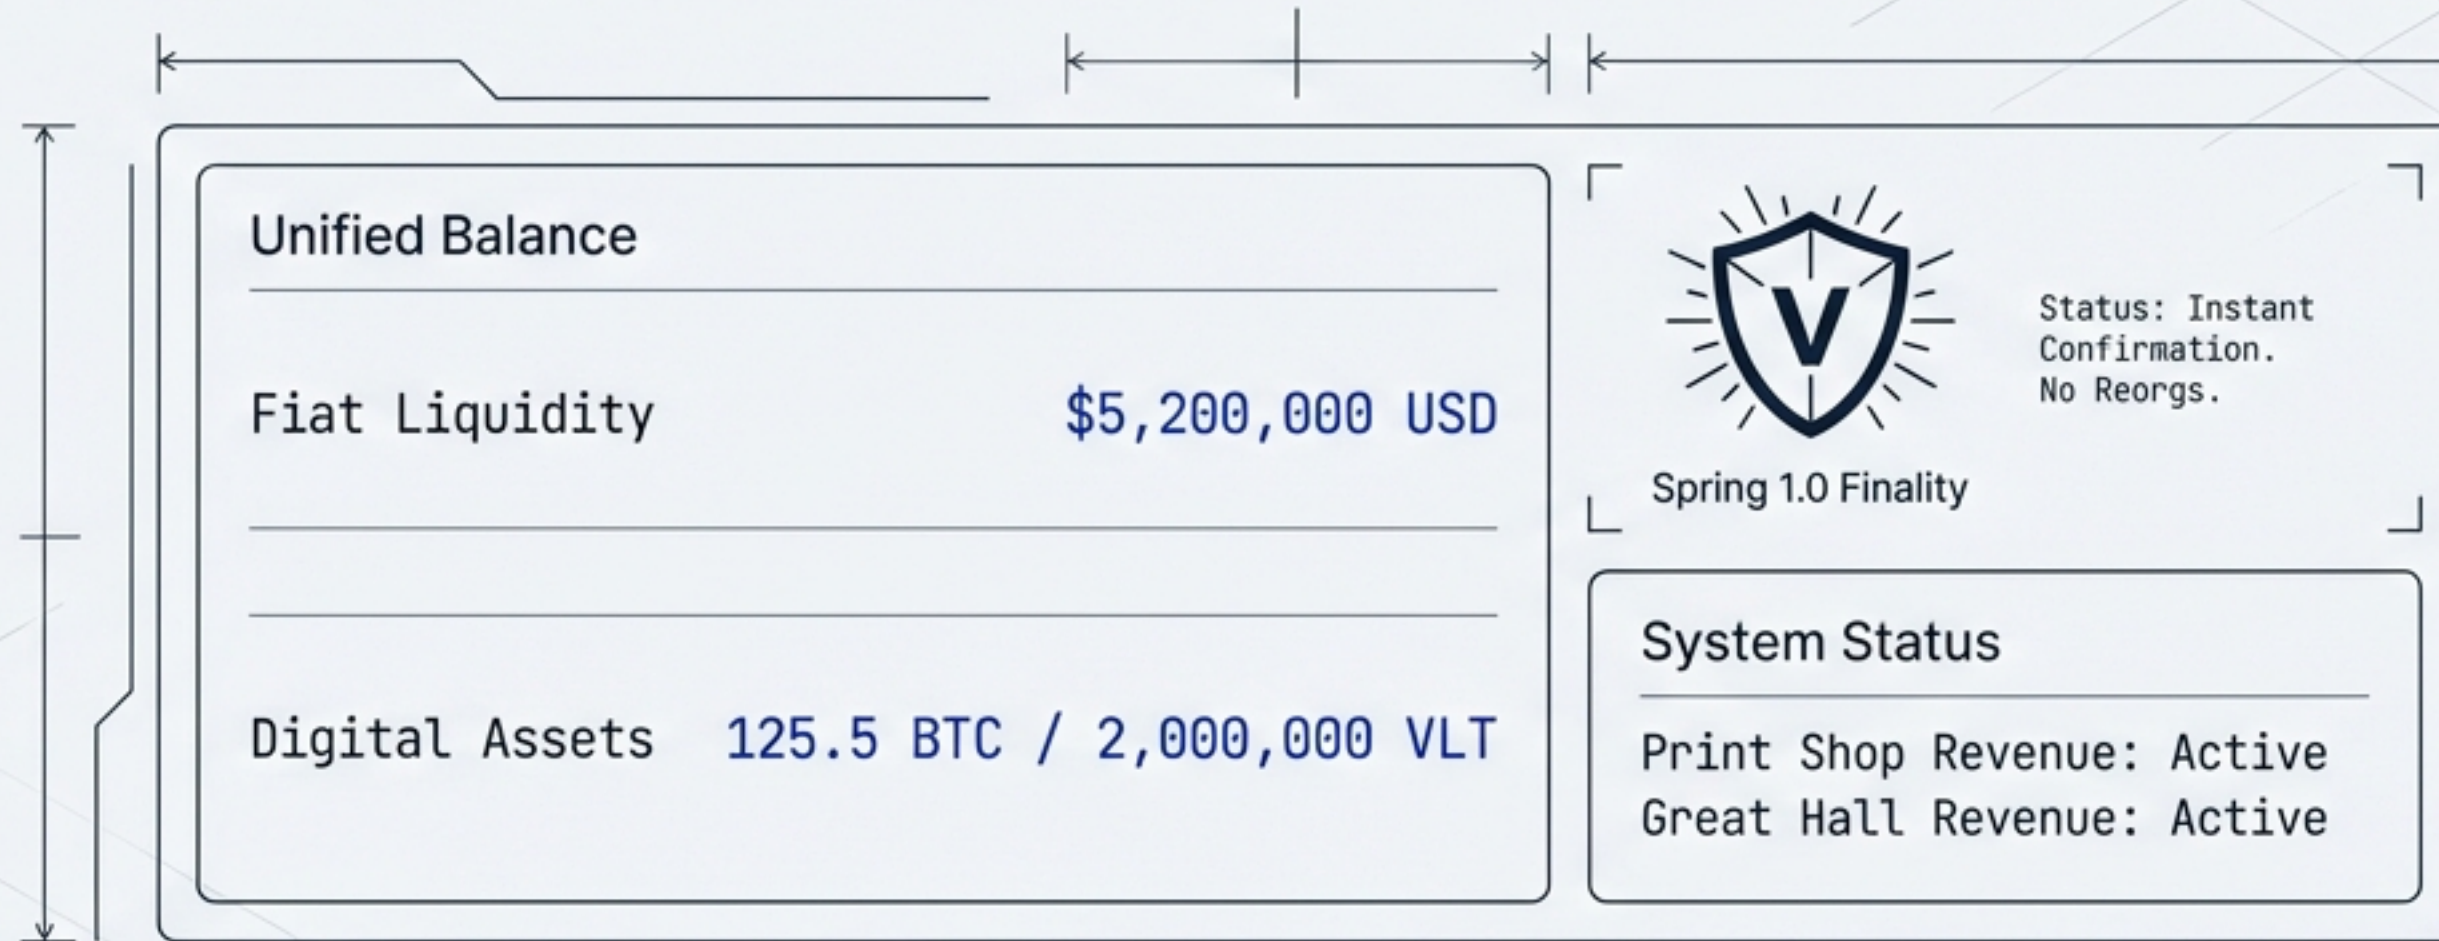 Unified Balance
Fiat Liquidity $5,200,000 USD
Digital Assets 125.5 BTC / 2,000,000 VLT
V
Spring 1.0 Finality
Status: Instant
Confirmation.
No Reorgs.
System Status
Print Shop Revenue: Active
Great Hall Revenue: Active